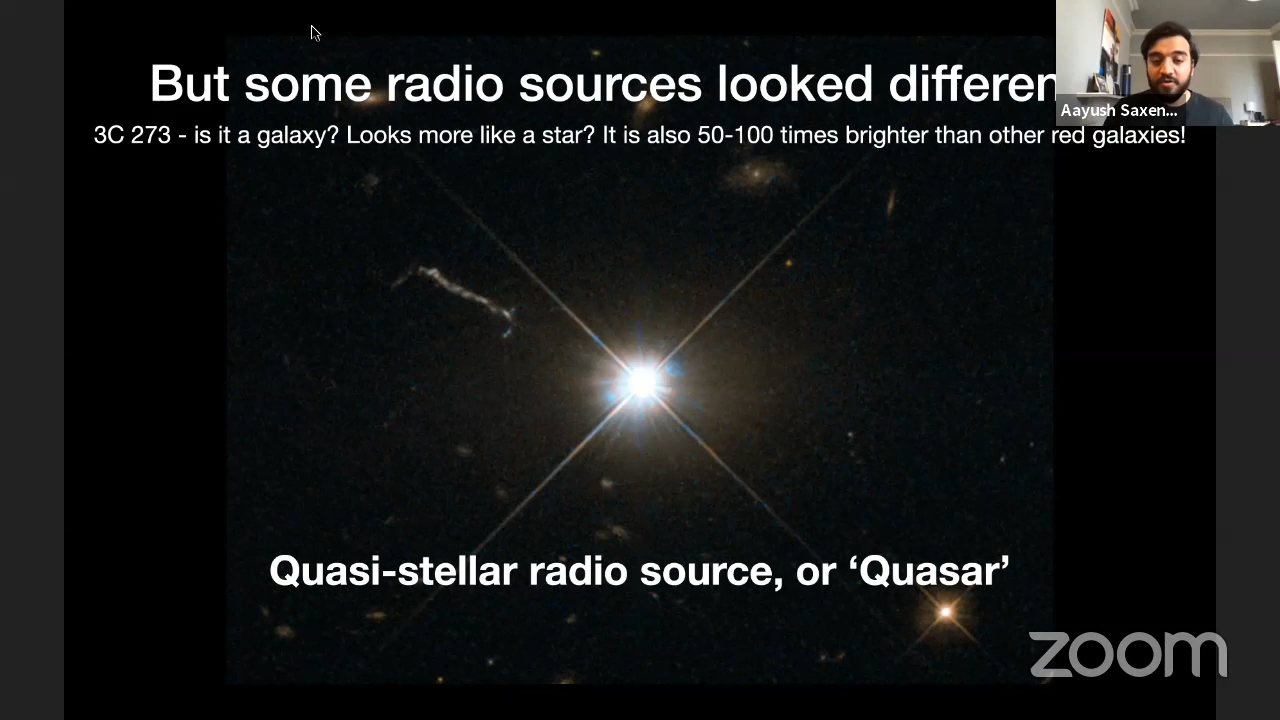 But some radio sources looked differen
3C 273 - is it a galaxy? Looks more like a star? It is also 50-100 times brighter than other red galaxies!
Aayush Saxen...
Quasi-stellar radio source, or ‘Quasar’
zoom